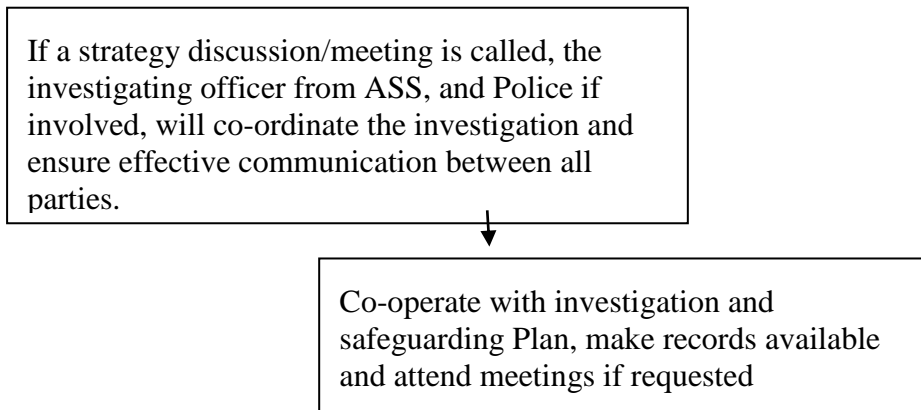 If a strategy discussion/meeting is called, the
investigating officer from ASS, and Police if
involved, will co-ordinate the investigation and
ensure effective communication between all
parties.
Co-operate with investigation and
safeguarding Plan, make records available
and attend meetings if requested